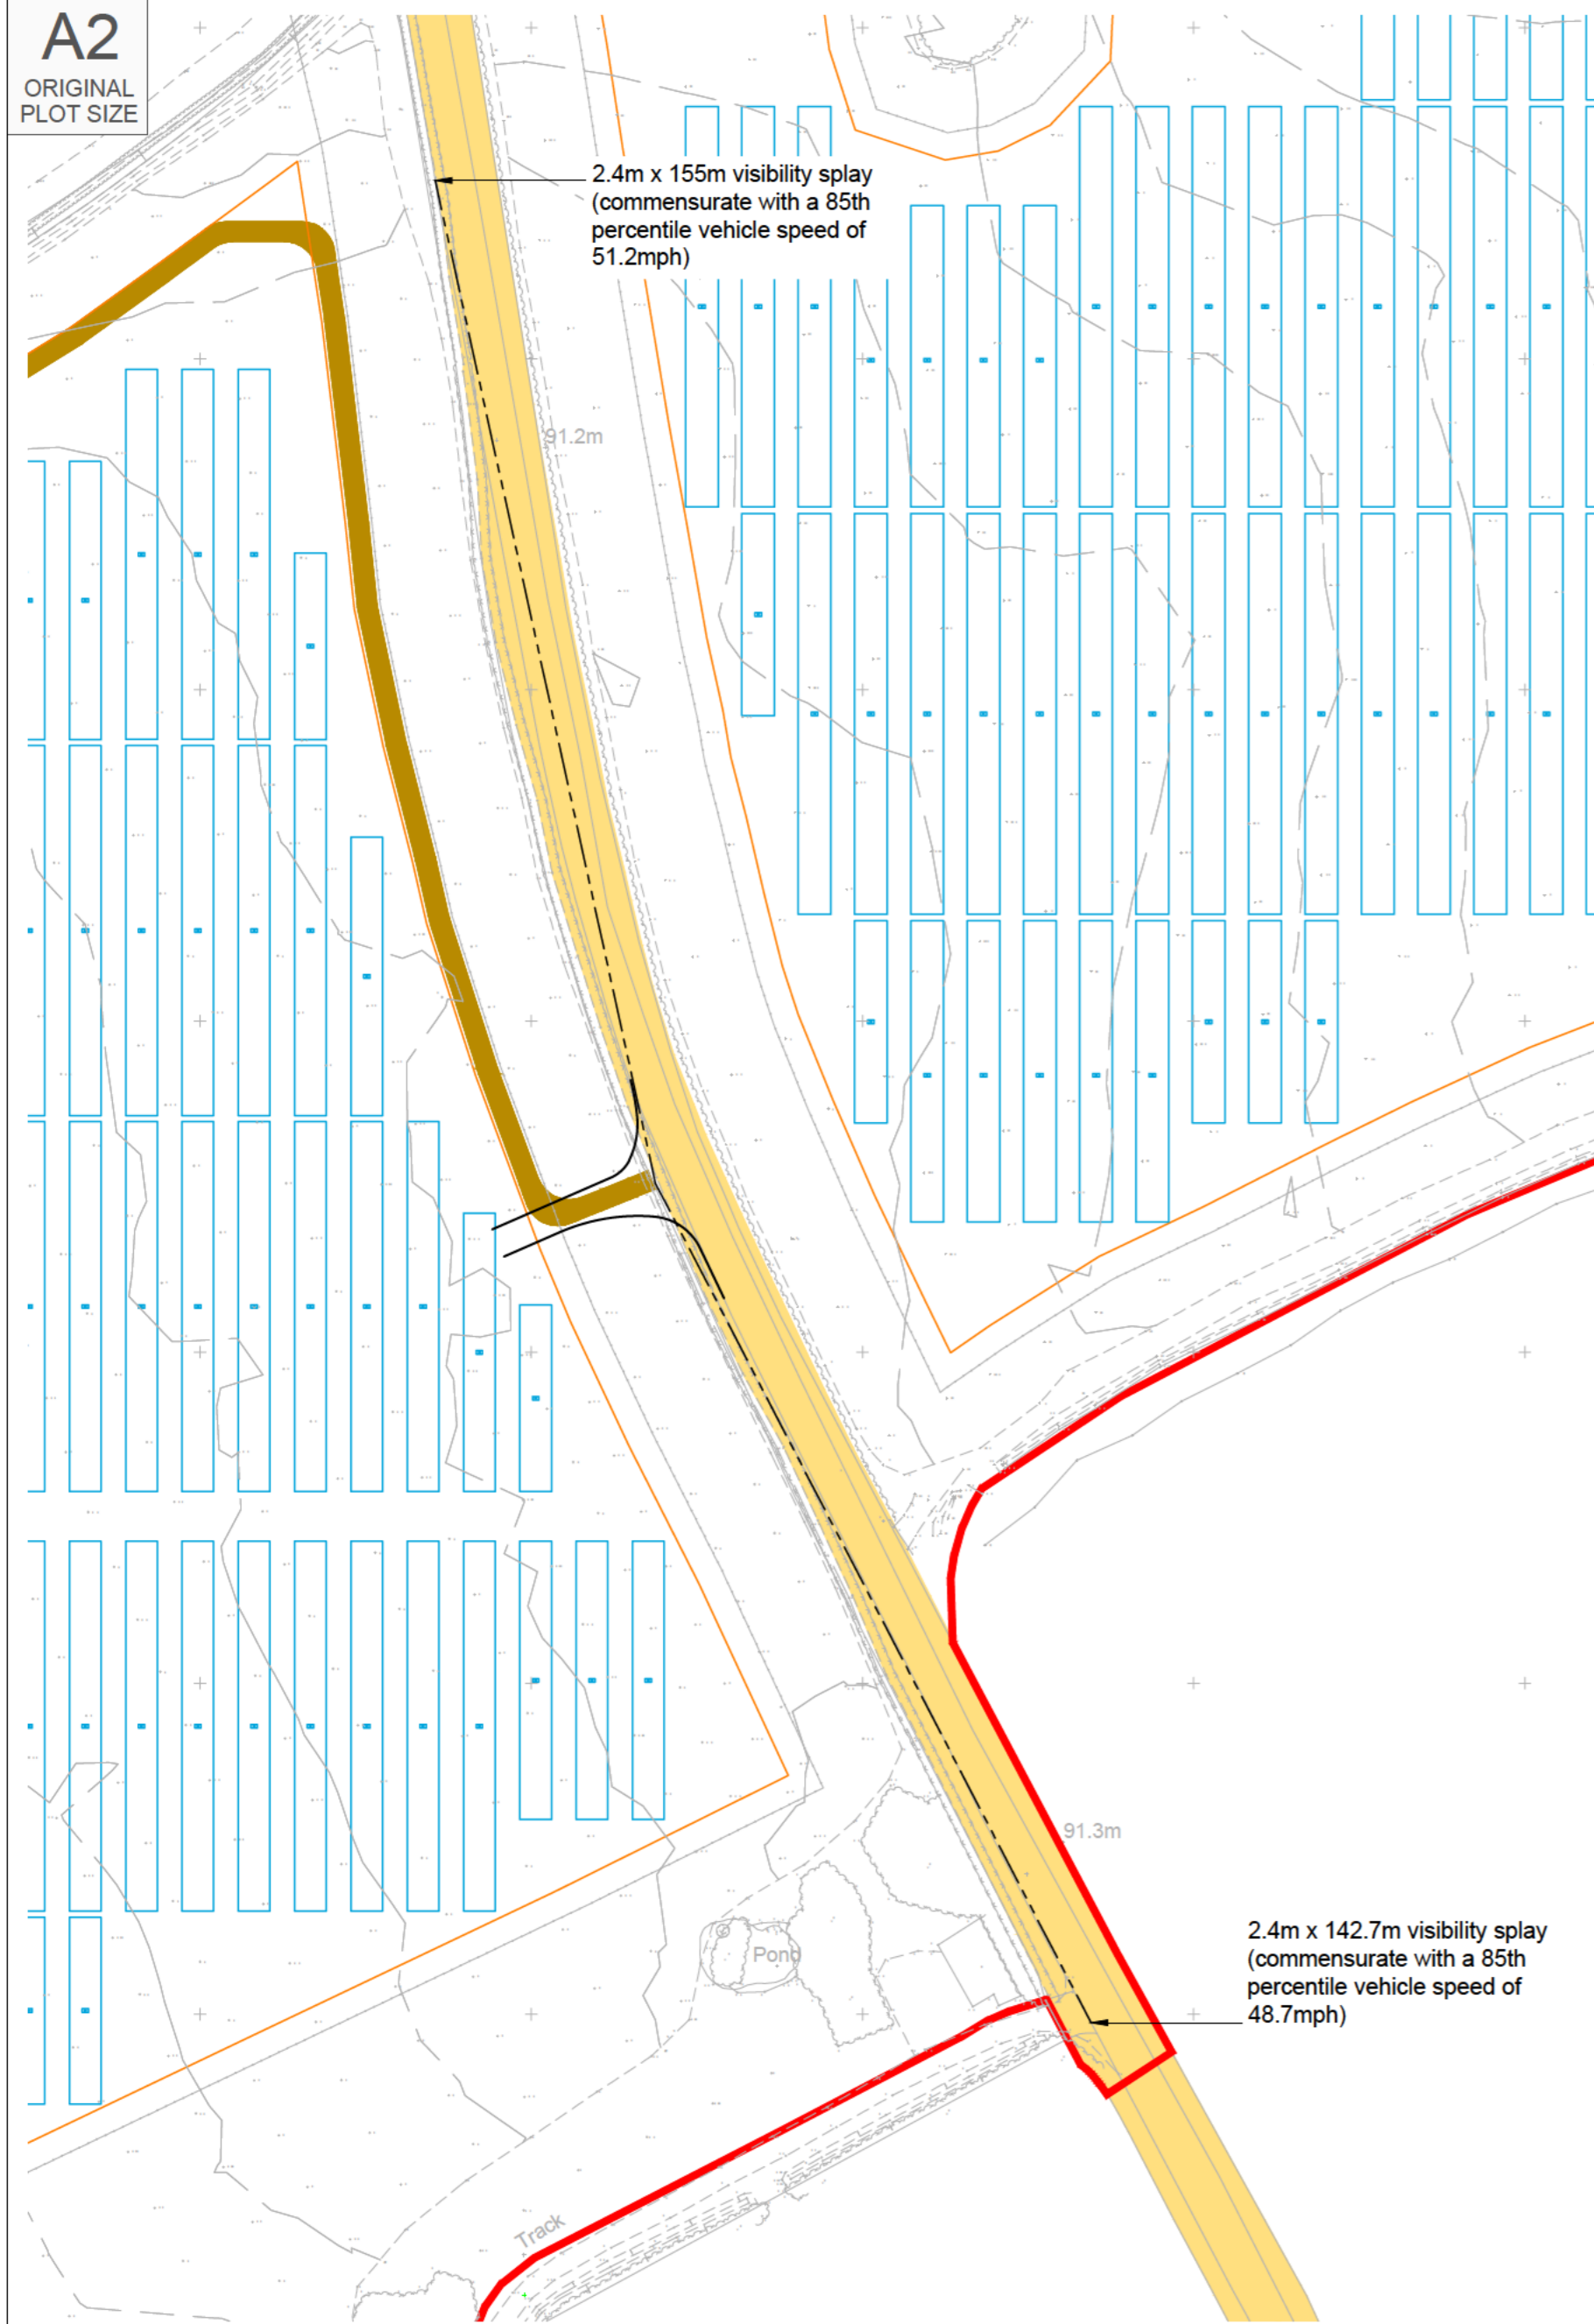 A2
ORIGINAL
PLOT SIZE
2.4m x 155m visibility splay
(commensurate with a 85th
percentile vehicle speed of
51.2mph)
91.2m
91.3m
2.4m x 142.7m visibility splay
(commensurate with a 85th
percentile vehicle speed of
48.7mph)
Pond
Track